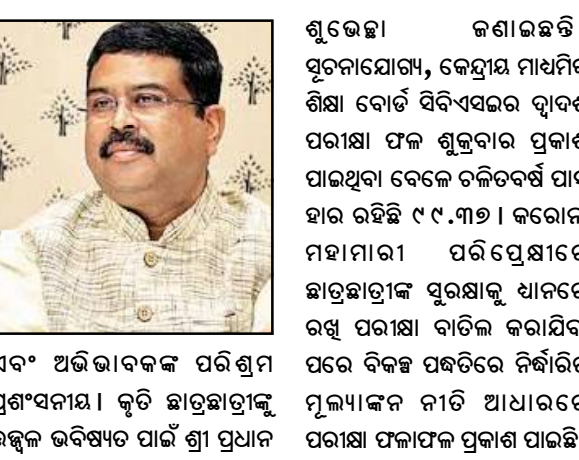 ଏବଂ ଅଭିଭାବକଙ୍କ ପରିଶ୍ରମ
ପ୍ରଶଂସନୀୟ। କୃତି ଛାତ୍ରଛାତ୍ରୀଙ୍କୁ
ଉଜ୍ଜ୍ୱଳ ଭବିଷ୍ୟତ ପାଇଁ ଶ୍ରୀ ପ୍ରଧାନ
ଶୁଭେଚ୍ଛା ଜଣାଇଛନ୍ତି
ସୂଚନାଯୋଗ୍ୟ, କେନ୍ଦ୍ରୀୟ ମାଧ୍ୟମିକ
ଶିକ୍ଷା ବୋର୍ଡ ସିବିଏସଇର ଦ୍ୱାଦଶ
ପରୀକ୍ଷା ଫଳ ଶୁକ୍ରବାର ପ୍ରକାଶ
ପାଇଥିବା ବେଳେ ଚଳିତବର୍ଷ ପାସ୍
ହାର ରହିଛି ୯୯.୩୭। କରୋନା
ମହାମାରୀ ପରିପ୍ରେକ୍ଷୀରେ
ଛାତ୍ରଛାତ୍ରୀଙ୍କ ସୁରକ୍ଷାକୁ ଧ୍ୟାନରେ
ରଖି ପରୀକ୍ଷା ବାତିଲ କରାଯିବା
ପରେ ବିକଳ୍ପ ପଦ୍ଧତିରେ ନିର୍ଦ୍ଧାରିତ
ମୂଲ୍ୟାଙ୍କନ ନୀତି ଆଧାରରେ
ପରୀକ୍ଷା ଫଳାଫଳ ପ୍ରକାଶ ପାଇଛି